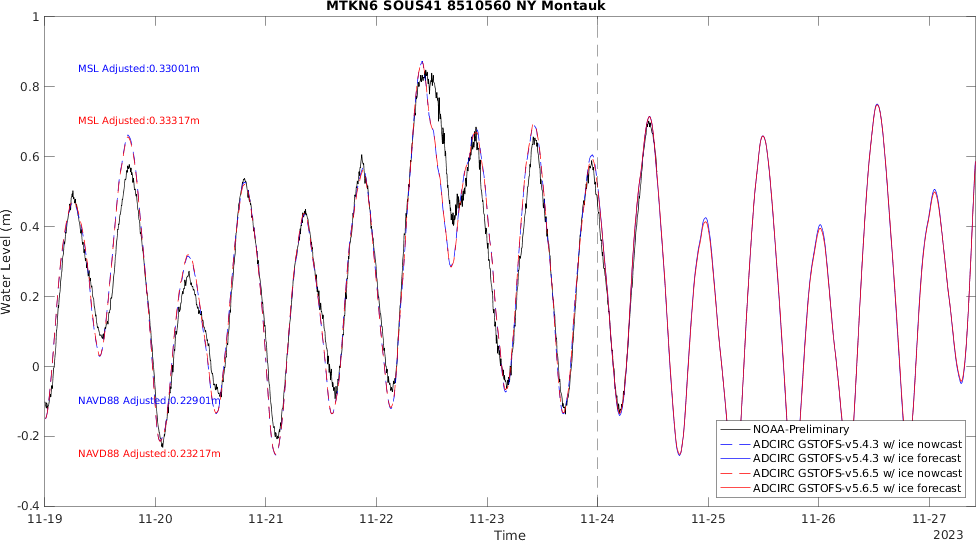 MTKN6 SOUS41 8510560 NY Montauk
1
0.8
0.6
0.4
0.2
0
-0.2
-0.4
Water Level (m)
MSL Adjusted:0.33001m
MSL Adjusted:0.33317m
NAVD88 Adjusted:0.22901m
NAVD88 Adjusted:0.23217m
NOAA-Preliminary
ADCIRC GSTOFS-v5.4.3 w/ ice nowcast
ADCIRC GSTOFS-v5.4.3 w/ ice forecast
ADCIRC GSTOFS-v5.6.5 w/ ice nowcast
ADCIRC GSTOFS-v5.6.5 w/ ice forecast
11-19 11-20 11-21 11-22 11-23 11-24 11-25 11-26 11-27
Time
2023